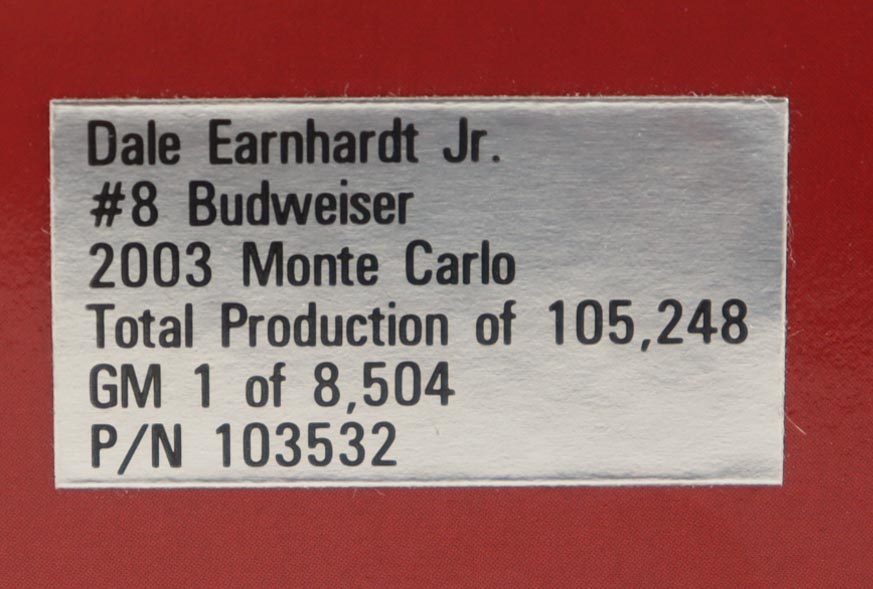 Dale Earnhardt Jr.
#8 Budweiser
2003 Monte Carlo
Total Production of 105,248
GM 1 of 8,504
P/N 103532